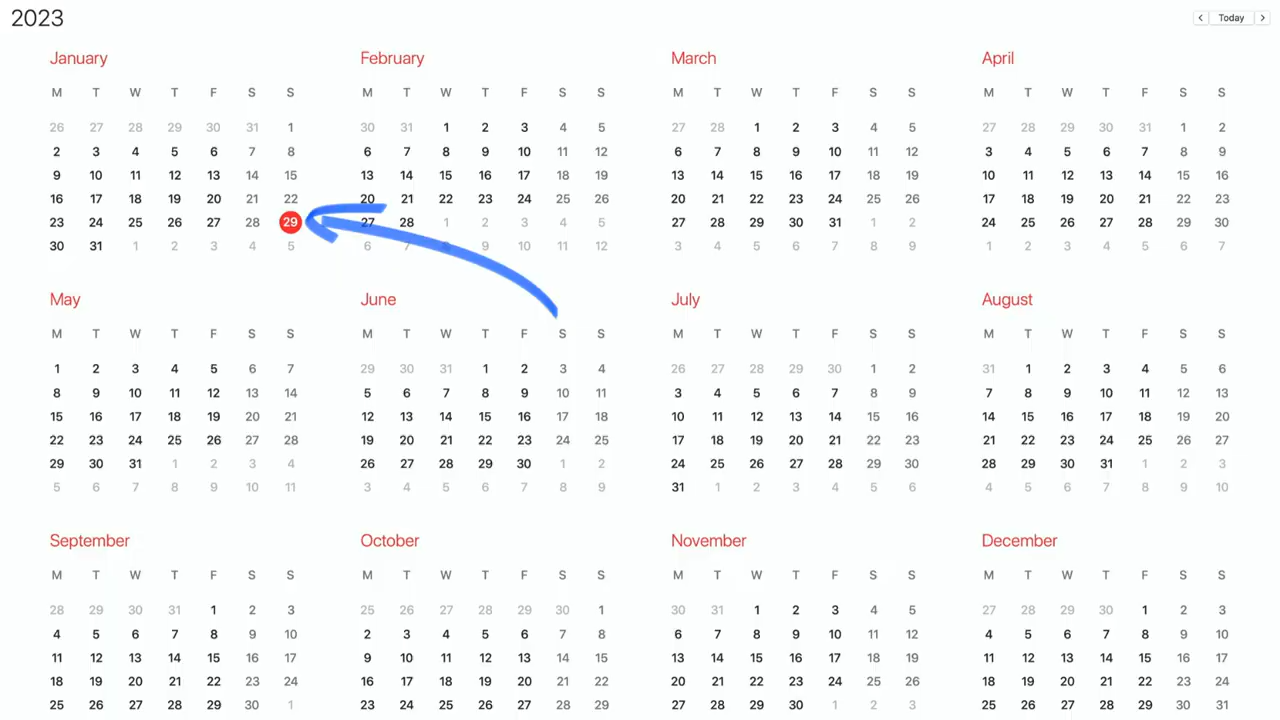 2023 Today
January February March April
M T W T F S S M T W T F S S M T W T F S S M T W T F S S
26 27 28 29 30 31 1 30 31 1 2 3 4 5 27 28 1 2 3 4 5 27 28 29 30 31 1 2
2 3 4 5 6 7 8 6 7 8 9 10 11 12 6 7 8 9 10 11 12 3 4 5 6 7 8 9
9 10 11 12 13 14 15 13 14 15 16 17 18 19 13 14 15 16 17 18 19 10 11 12 13 14 15 16
16 17 18 19 20 21 22 20 21 22 23 24 25 26 20 21 22 23 24 25 26 17 18 19 20 21 22 23
23 24 25 26 27 28 29 27 28 1 2 3 4 5 27 28 29 30 31 1 2 24 25 26 27 28 29 30
30 31 1 2 3 4 5 6 7 8 9 10 11 12 3 4 5 6 7 8 9 1 2 3 4 5 6 7
May June July August
M T W T F S S M T W T F S S M T W T F S S M T W T F S S
1 2 3 4 5 6 7 29 30 31 1 2 3 4 26 27 28 29 30 1 2 31 1 2 3 4 5 6
8 9 10 11 12 13 14 5 6 7 8 9 10 11 3 4 5 6 7 8 9 7 8 9 10 11 12 13
15 16 17 18 19 20 21 12 13 14 15 16 17 18 10 11 12 13 14 15 16 14 15 16 17 18 19 20
22 23 24 25 26 27 28 19 20 21 22 23 24 25 17 18 19 20 21 22 23 21 22 23 24 25 26 27
29 30 31 1 2 3 4 26 27 28 29 30 1 2 24 25 26 27 28 29 30 28 29 30 31 1 2 3
5 6 7 8 9 10 11 3 4 5 6 7 8 9 31 1 2 3 4 5 6 4 5 6 7 8 9 10
September October November December
M T W T F S S M T W T F S S M T W T F S S M T W T F S S
28 29 30 31 1 2 3 25 26 27 28 29 30 1 30 31 1 2 3 4 5 27 28 29 30 1 2 3
4 5 6 7 8 9 10 2 3 4 5 6 7 8 6 7 8 9 10 11 12 4 5 6 7 8 9 10
11 12 13 14 15 16 17 9 10 11 12 13 14 15 13 14 15 16 17 18 19 11 12 13 14 15 16 17
18 19 20 21 22 23 24 16 17 18 19 20 21 22 20 21 22 23 24 25 26 18 19 20 21 22 23 24
25 26 27 28 29 30 1 23 24 25 26 27 28 29 27 28 29 30 1 2 3 25 26 27 28 29 30 31